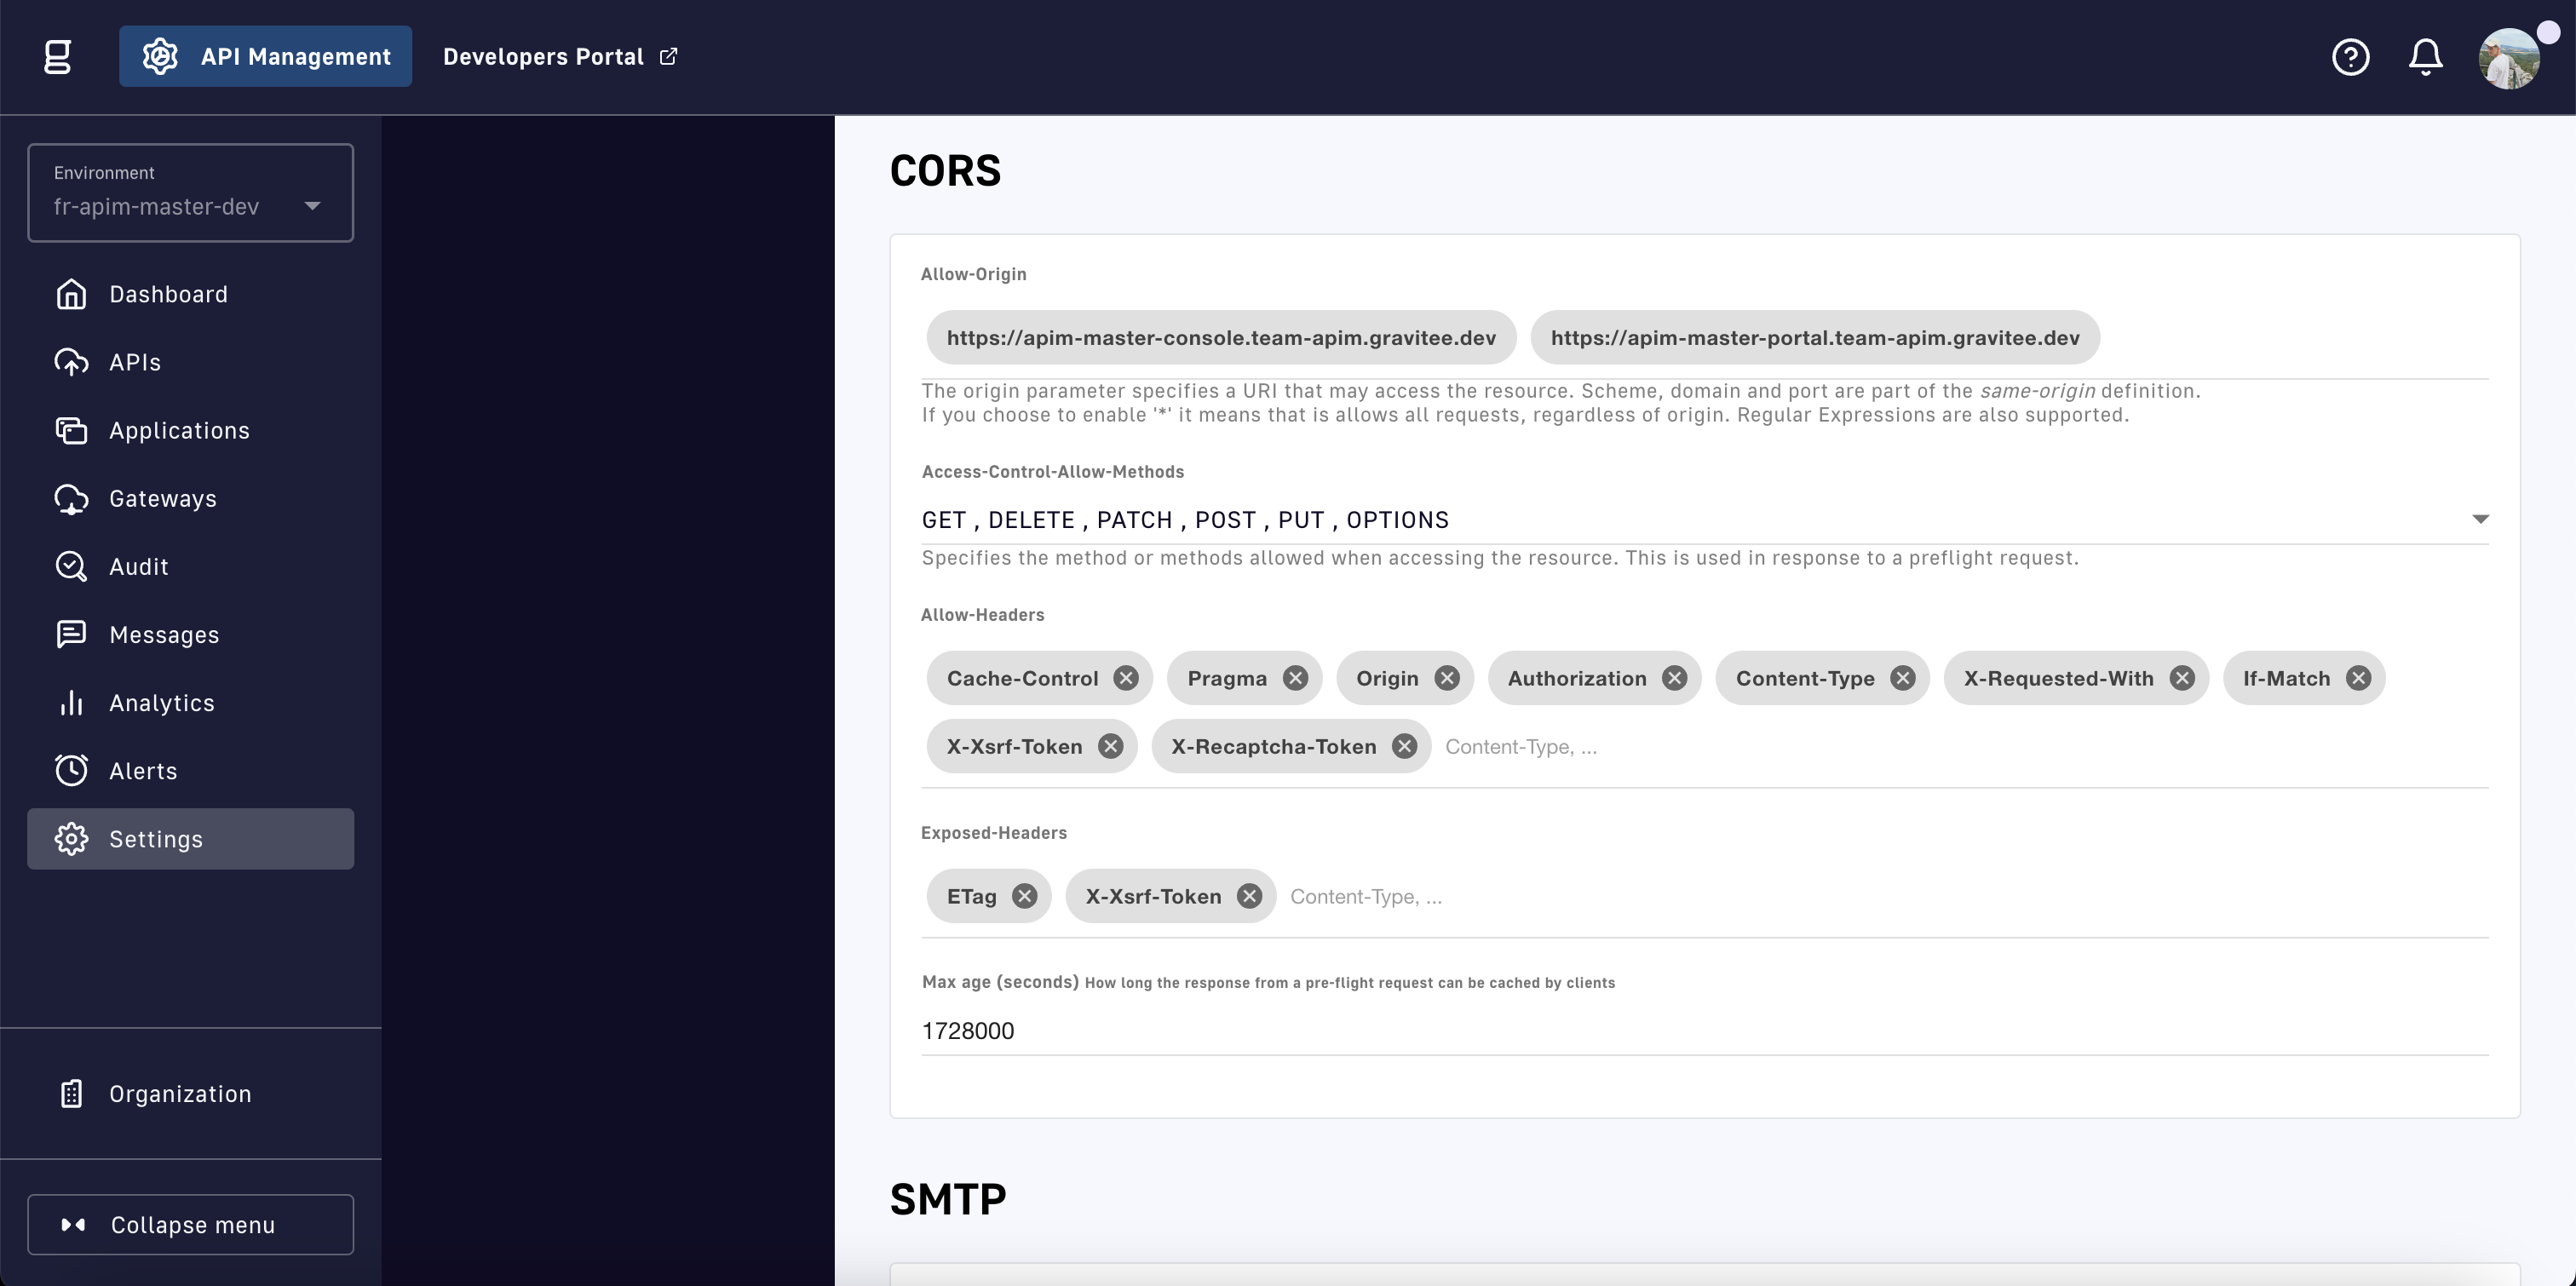 g
API Management
Developers Portal
Environment
fr-apim-master-dev
Dashboard
APIs
Applications
Gateways
Audit
Messages
Analytics
Alerts
Settings
Organization
Collapse menu
CORS
Allow-Origin
https://apim-master-console.team-apim.gravitee.dev https://apim-master-portal.team-apim.gravitee.dev
The origin parameter specifies a URI that may access the resource. Scheme, domain and port are part of the same-origin definition.
If you choose to enable '*' it means that is allows all requests, regardless of origin. Regular Expressions are also supported.
Access-Control-Allow-Methods
GET , DELETE , PATCH , POST , PUT , OPTIONS
Specifies the method or methods allowed when accessing the resource. This is used in response to a preflight request.
Allow-Headers
Cache-Control Pragma Origin Authorization Content-Type X-Requested-With If-Match
X-Xsrf-Token X-Recaptcha-Token Content-Type, ...
Exposed-Headers
ETag X-Xsrf-Token Content-Type, ...
Max age (seconds) How long the response from a pre-flight request can be cached by clients
1728000
SMTP